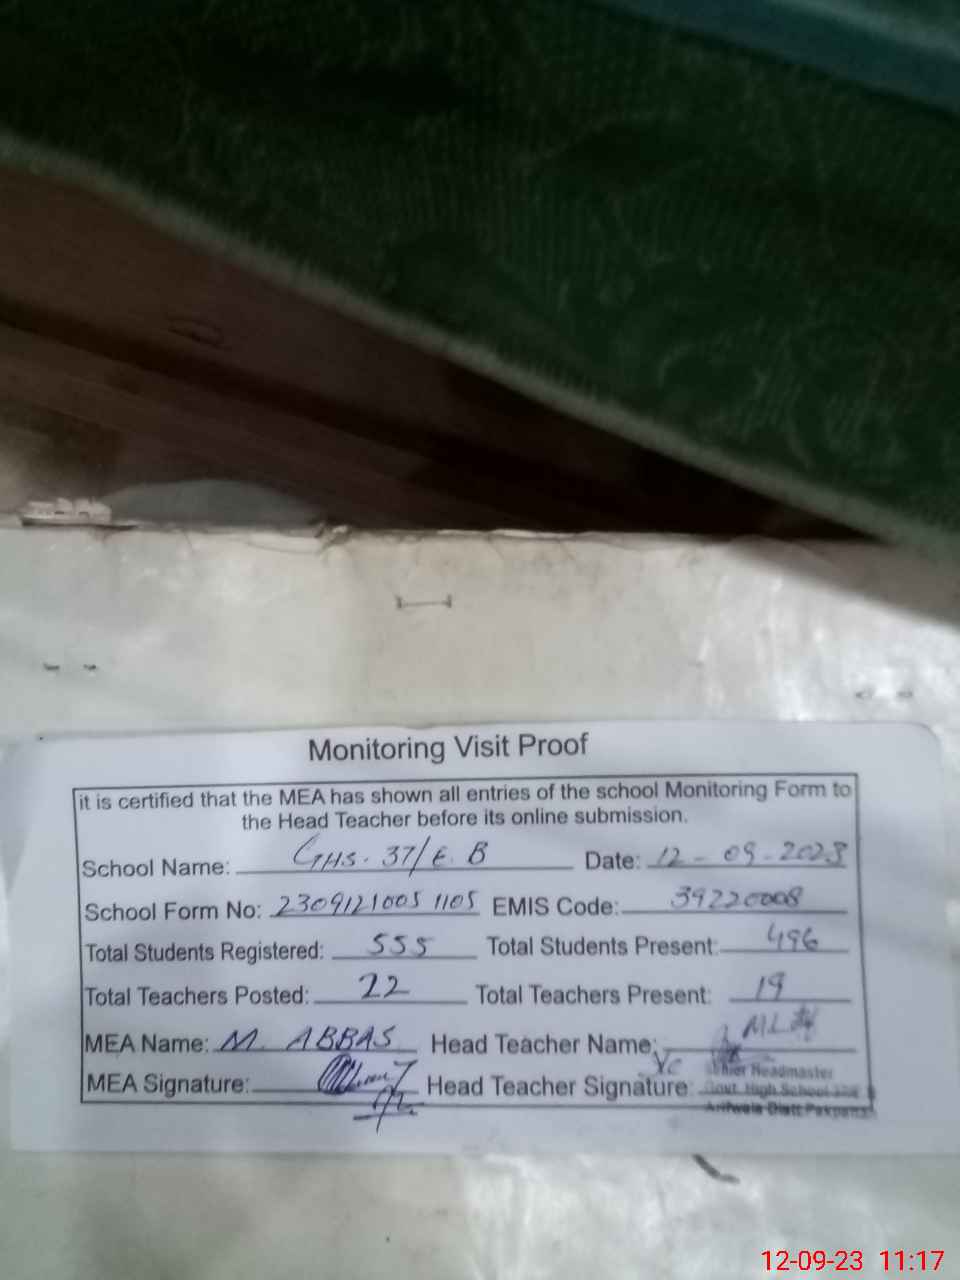 Monitoring Visit Proof
it is certified that the MEA has shown all entries of the school Monitoring Form to
the Head Teacher before its online submission.
School Name: GHS. 37/E.B Date: 12-09-2023
School Form No: 23091210051105 EMIS Code: 39220008
Total Students Registered: 555 Total Students Present: 496
Total Teachers Posted: 22 Total Teachers Present: 19
MEA Name: M. ABBAS Head Teacher Name:
MEA Signature: Head Teacher Signature:
Headmaster
Govt. High School
Arifwala Distt Pakpattan
12-09-23 11:17